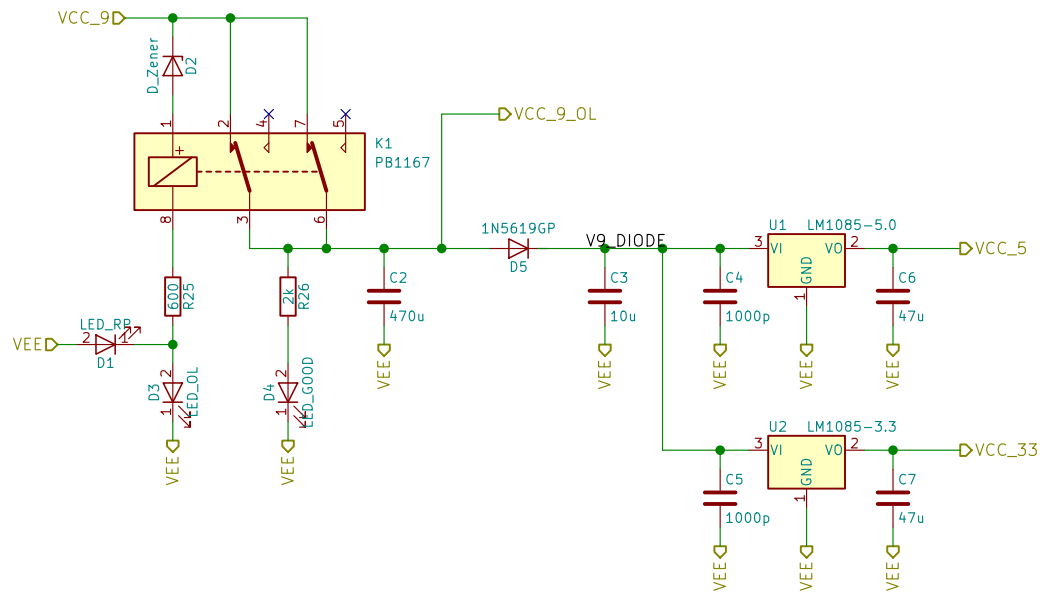 VCC_9
D_Zener
D2
1
2
4
7
5
+
K1
PB1167
8
3
6
VCC_9_OL
1N5619GP
D5
V9_DIODE
U1 LM1085-5.0
3
VI
VO
2
GND
1
VCC_5
600
R25
2k
R26
C2
470u
VEE
C3
10u
VEE
C4
1000p
VEE
VEE
C6
47u
VEE
LED_RP
VEE
2
1
D1
D3
2
1
LED_OL
VEE
D4
2
1
LED_GOOD
VEE
U2 LM1085-3.3
3
VI
VO
2
GND
1
VCC_33
C5
1000p
VEE
VEE
C7
47u
VEE